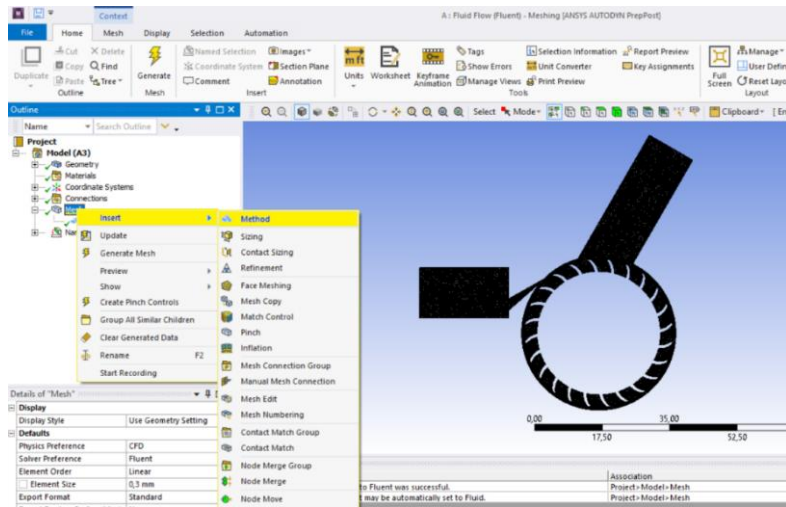 Context
A : Fluid Flow (Fluent) - Meshing [ANSYS AUTODYN PrepPost]
File Home Mesh Display Selection Automation
Duplicate
Cut
Copy
Paste
Delete
Find
Tree
Outline
Generate
Mesh
Named Selection
Coordinate System
Comment
Images
Section Plane
Annotation
Insert
Units
Worksheet
Keyframe Animation
Tags
Show Errors
Manage Views
Selection Information
Unit Converter
Print Preview
Report Preview
Key Assignments
Tools
Full Screen
Manage
User Defin
Reset Layo
Layout
Outline
Name
Search Outline
Select
Mode
Clipboard
Project
Model (A3)
Geometry
Materials
Coordinate Systems
Connections
Insert
Update
Generate Mesh
Preview
Show
Create Pinch Controls
Group All Similar Children
Clear Generated Data
Rename F2
Start Recording
Method
Sizing
Contact Sizing
Refinement
Face Meshing
Mesh Copy
Match Control
Pinch
Inflation
Mesh Connection Group
Manual Mesh Connection
Mesh Edit
Mesh Numbering
Contact Match Group
Contact Match
Node Merge Group
Node Merge
Node Move
0,00 35,00
17,50 52,50
Details of "Mesh"
Display
Display Style Use Geometry Setting
Defaults
Physics Preference CFD
Solver Preference Fluent
Element Order Linear
Element Size 0,3 mm
Export Format Standard
Association
to Fluent was successful. Project>Model>Mesh
t may be automatically set to Fluid. Project>Model>Mesh